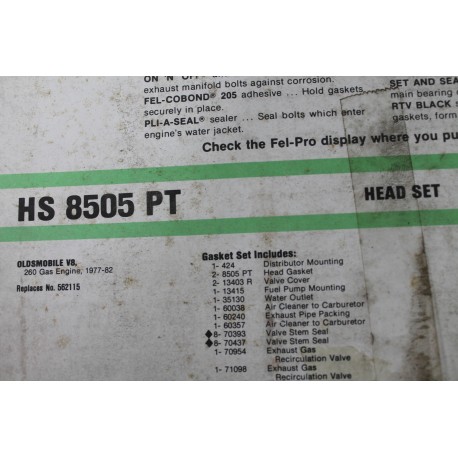 ON 'N' OFF
exhaust manifold bolts against corrosion.
FEL-COBOND® 205 adhesive ... Hold gaskets
securely in place.
PLI-A-SEAL® sealer ... Seal bolts which enter
engine's water jacket.
SET AND SEA
main bearing
RTV BLACK s
gaskets, form
Check the Fel-Pro display where you pu
HS 8505 PT
HEAD SET
OLDSMOBILE V8,
260 Gas Engine, 1977-82
Replaces No. 562115
Gasket Set Includes:
1- 424 Distributor Mounting
2- 8505 PT Head Gasket
2- 13403 R Valve Cover
1- 13415 Fuel Pump Mounting
1- 35130 Water Outlet
1- 60038 Air Cleaner to Carburetor
1- 60240 Exhaust Pipe Packing
1- 60357 Air Cleaner to Carburetor
♦8- 70393 Valve Stem Seal
♦8- 70437 Valve Stem Seal
1- 70954 Exhaust Gas
Recirculation Valve
1- 71098 Exhaust Gas
Recirculation Valve